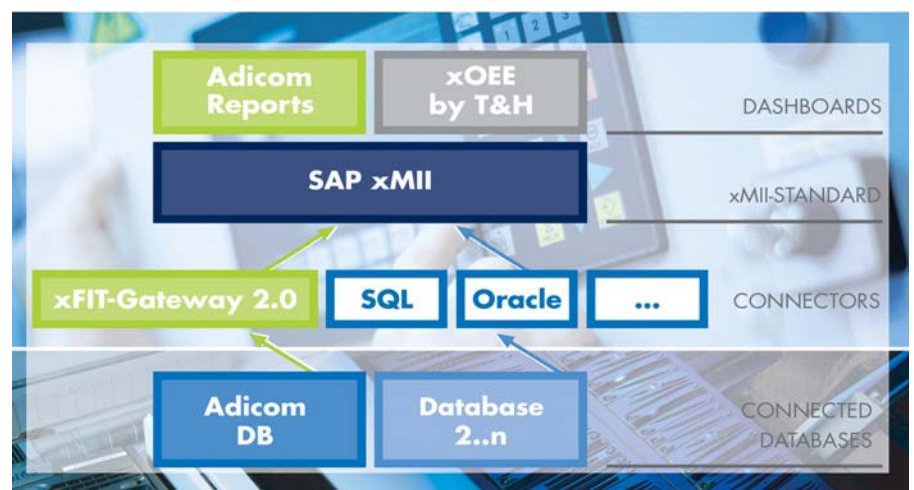 Adicom
Reports
xOEE
by T&H
DASHBOARDS
SAP xMII
xMII-STANDARD
xFIT-Gateway 2.0
SQL
Oracle
...
CONNECTORS
Adicom
DB
Database
2..n
CONNECTED
DATABASES